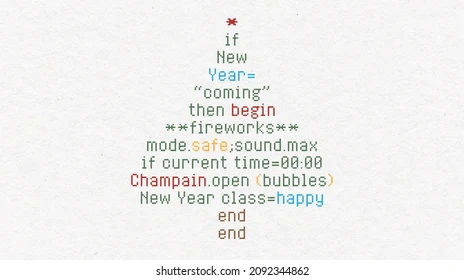 *
if
New
Year=
“coming”
then begin
**fireworks**
mode.safe;sound.max
if current time=00:00
Champain.open (bubbles)
New Year class=happy
end
end
shutterstock.com · 2092344862